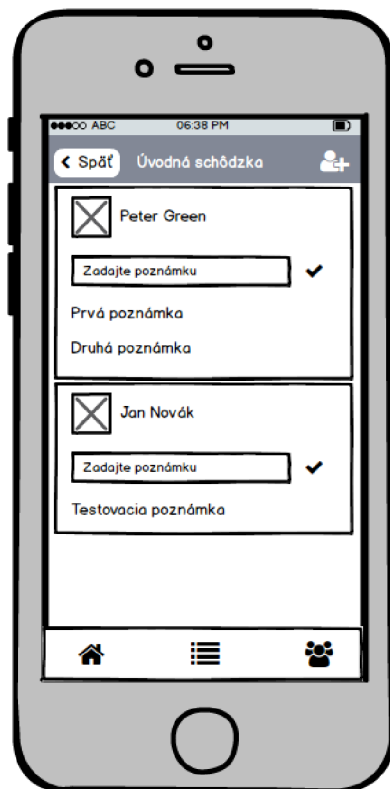 ABC 06:38 PM
Späť Úvodná schôdzka
Peter Green
Zadajte poznámku
Prvá poznámka
Druhá poznámka
Jan Novák
Zadajte poznámku
Testovacia poznámka